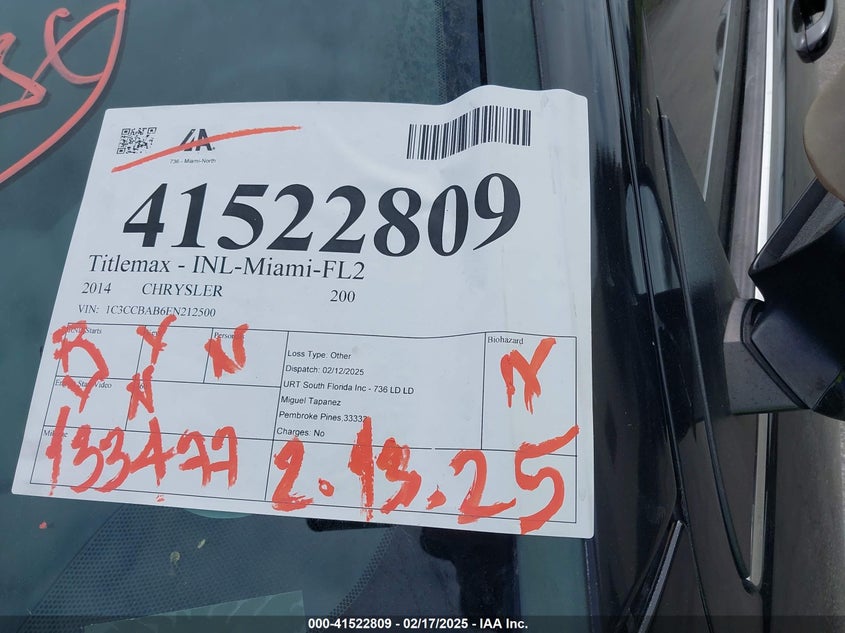 IAA
736 - Miami-North
41522809
Titlemax - INL-Miami-FL2
2014 CHRYSLER 200
VIN: 1C3CCBAB6EN212500
Starts
Person
B Y N
Loss Type: Other
Dispatch: 02/12/2025
URT South Florida Inc - 736 LD LD
Miguel Tapanez
Pembroke Pines,33332
Charges: No
Biohazard
N
Video
N
133477
2.13.25
000-41522809 - 02/17/2025 - IAA Inc.